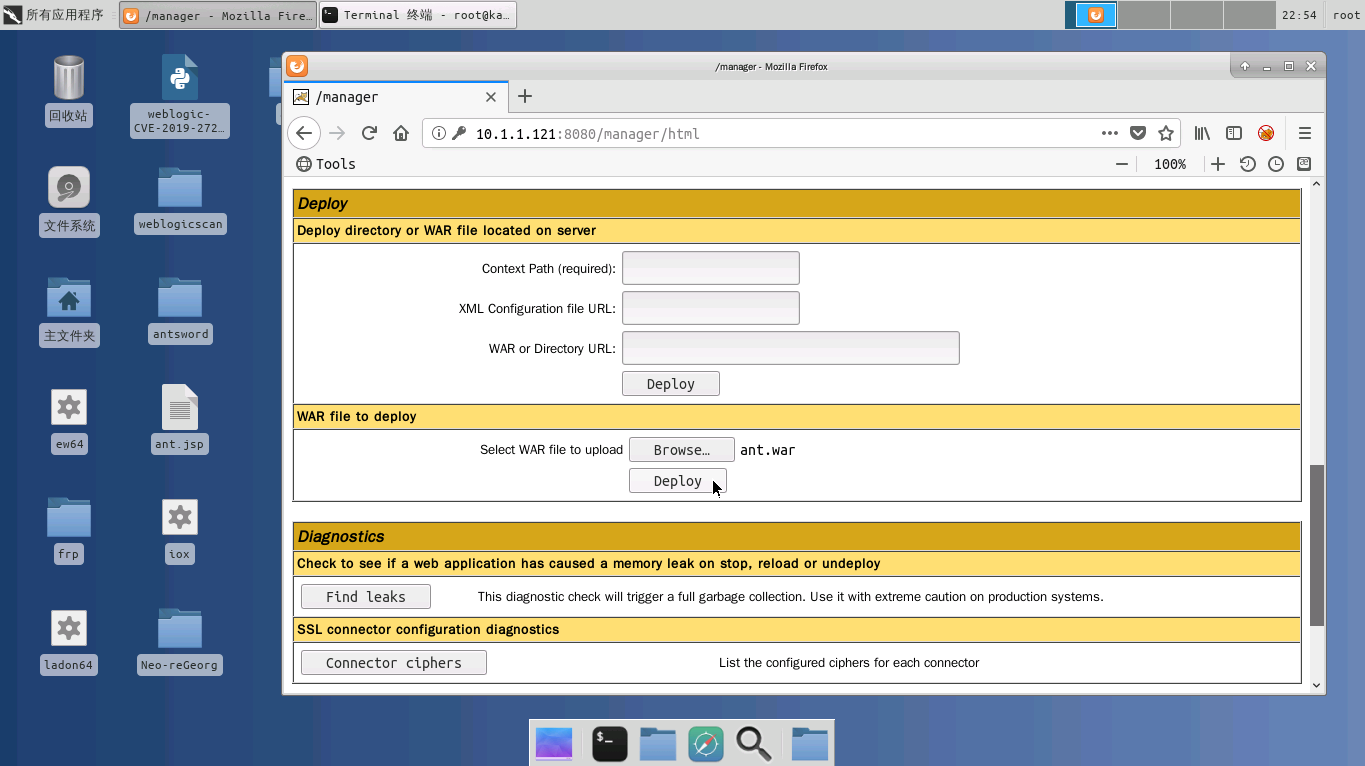 所有应用程序
/manager - Mozilla Fire…
Terminal 终端 - root@ka…
22:54
root
回收站
weblogic-
CVE-2019-272…
文件系统
weblogicscan
主文件夹
antsword
ew64
ant.jsp
frp
iox
ladon64
Neo-reGeorg
/manager - Mozilla Firefox
/manager
10.1.1.121:8080/manager/html
Tools
100%
Deploy
Deploy directory or WAR file located on server
Context Path (required):
XML Configuration file URL:
WAR or Directory URL:
Deploy
WAR file to deploy
Select WAR file to upload Browse… ant.war
Deploy
Diagnostics
Check to see if a web application has caused a memory leak on stop, reload or undeploy
Find leaks This diagnostic check will trigger a full garbage collection. Use it with extreme caution on production systems.
SSL connector configuration diagnostics
Connector ciphers List the configured ciphers for each connector
$_